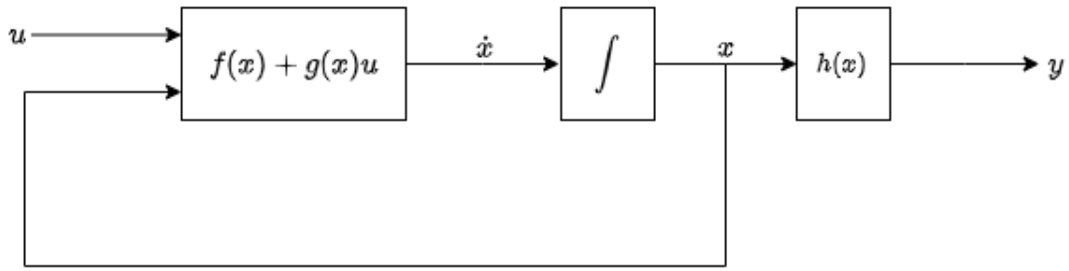 u
f(x) + g(x)u
ẋ
∫
x
h(x)
y